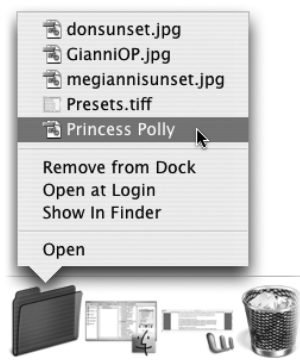 donsunset.jpg
GianniOP.jpg
megiannisunset.jpg
Presets.tiff
Princess Polly
Remove from Dock
Open at Login
Show In Finder
Open